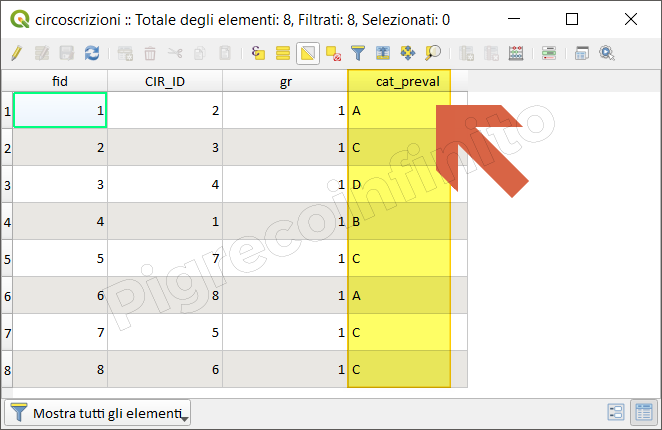 circoscrizioni :: Totale degli elementi: 8, Filtrati: 8, Selezionati: 0
fid CIR_ID gr cat_preval
1 1 2 1 A
2 2 3 1 C
3 3 4 1 D
4 4 1 1 B
5 5 7 1 C
6 6 8 1 A
7 7 5 1 C
8 8 6 1 C
Pigrecoinfinito
Mostra tutti gli elementi